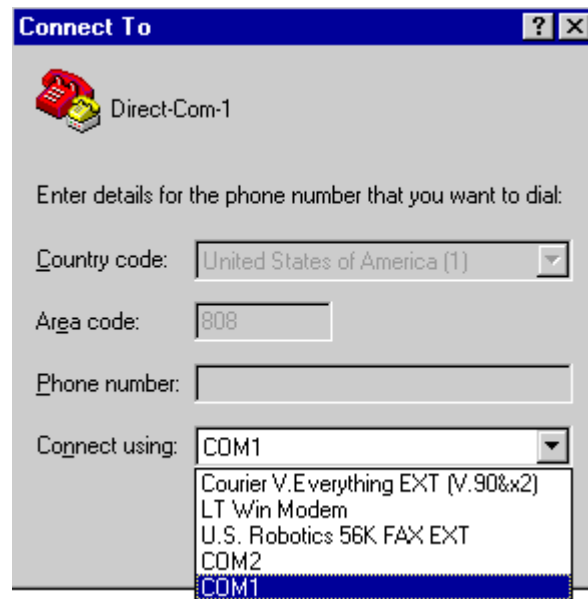 Connect To
Direct-Com-1
Enter details for the phone number that you want to dial:
Country code: United States of America (1)
Area code: 808
Phone number:
Connect using: COM1
Courier V.Everything EXT (V.90&x2)
LT Win Modem
U.S. Robotics 56K FAX EXT
COM2
COM1